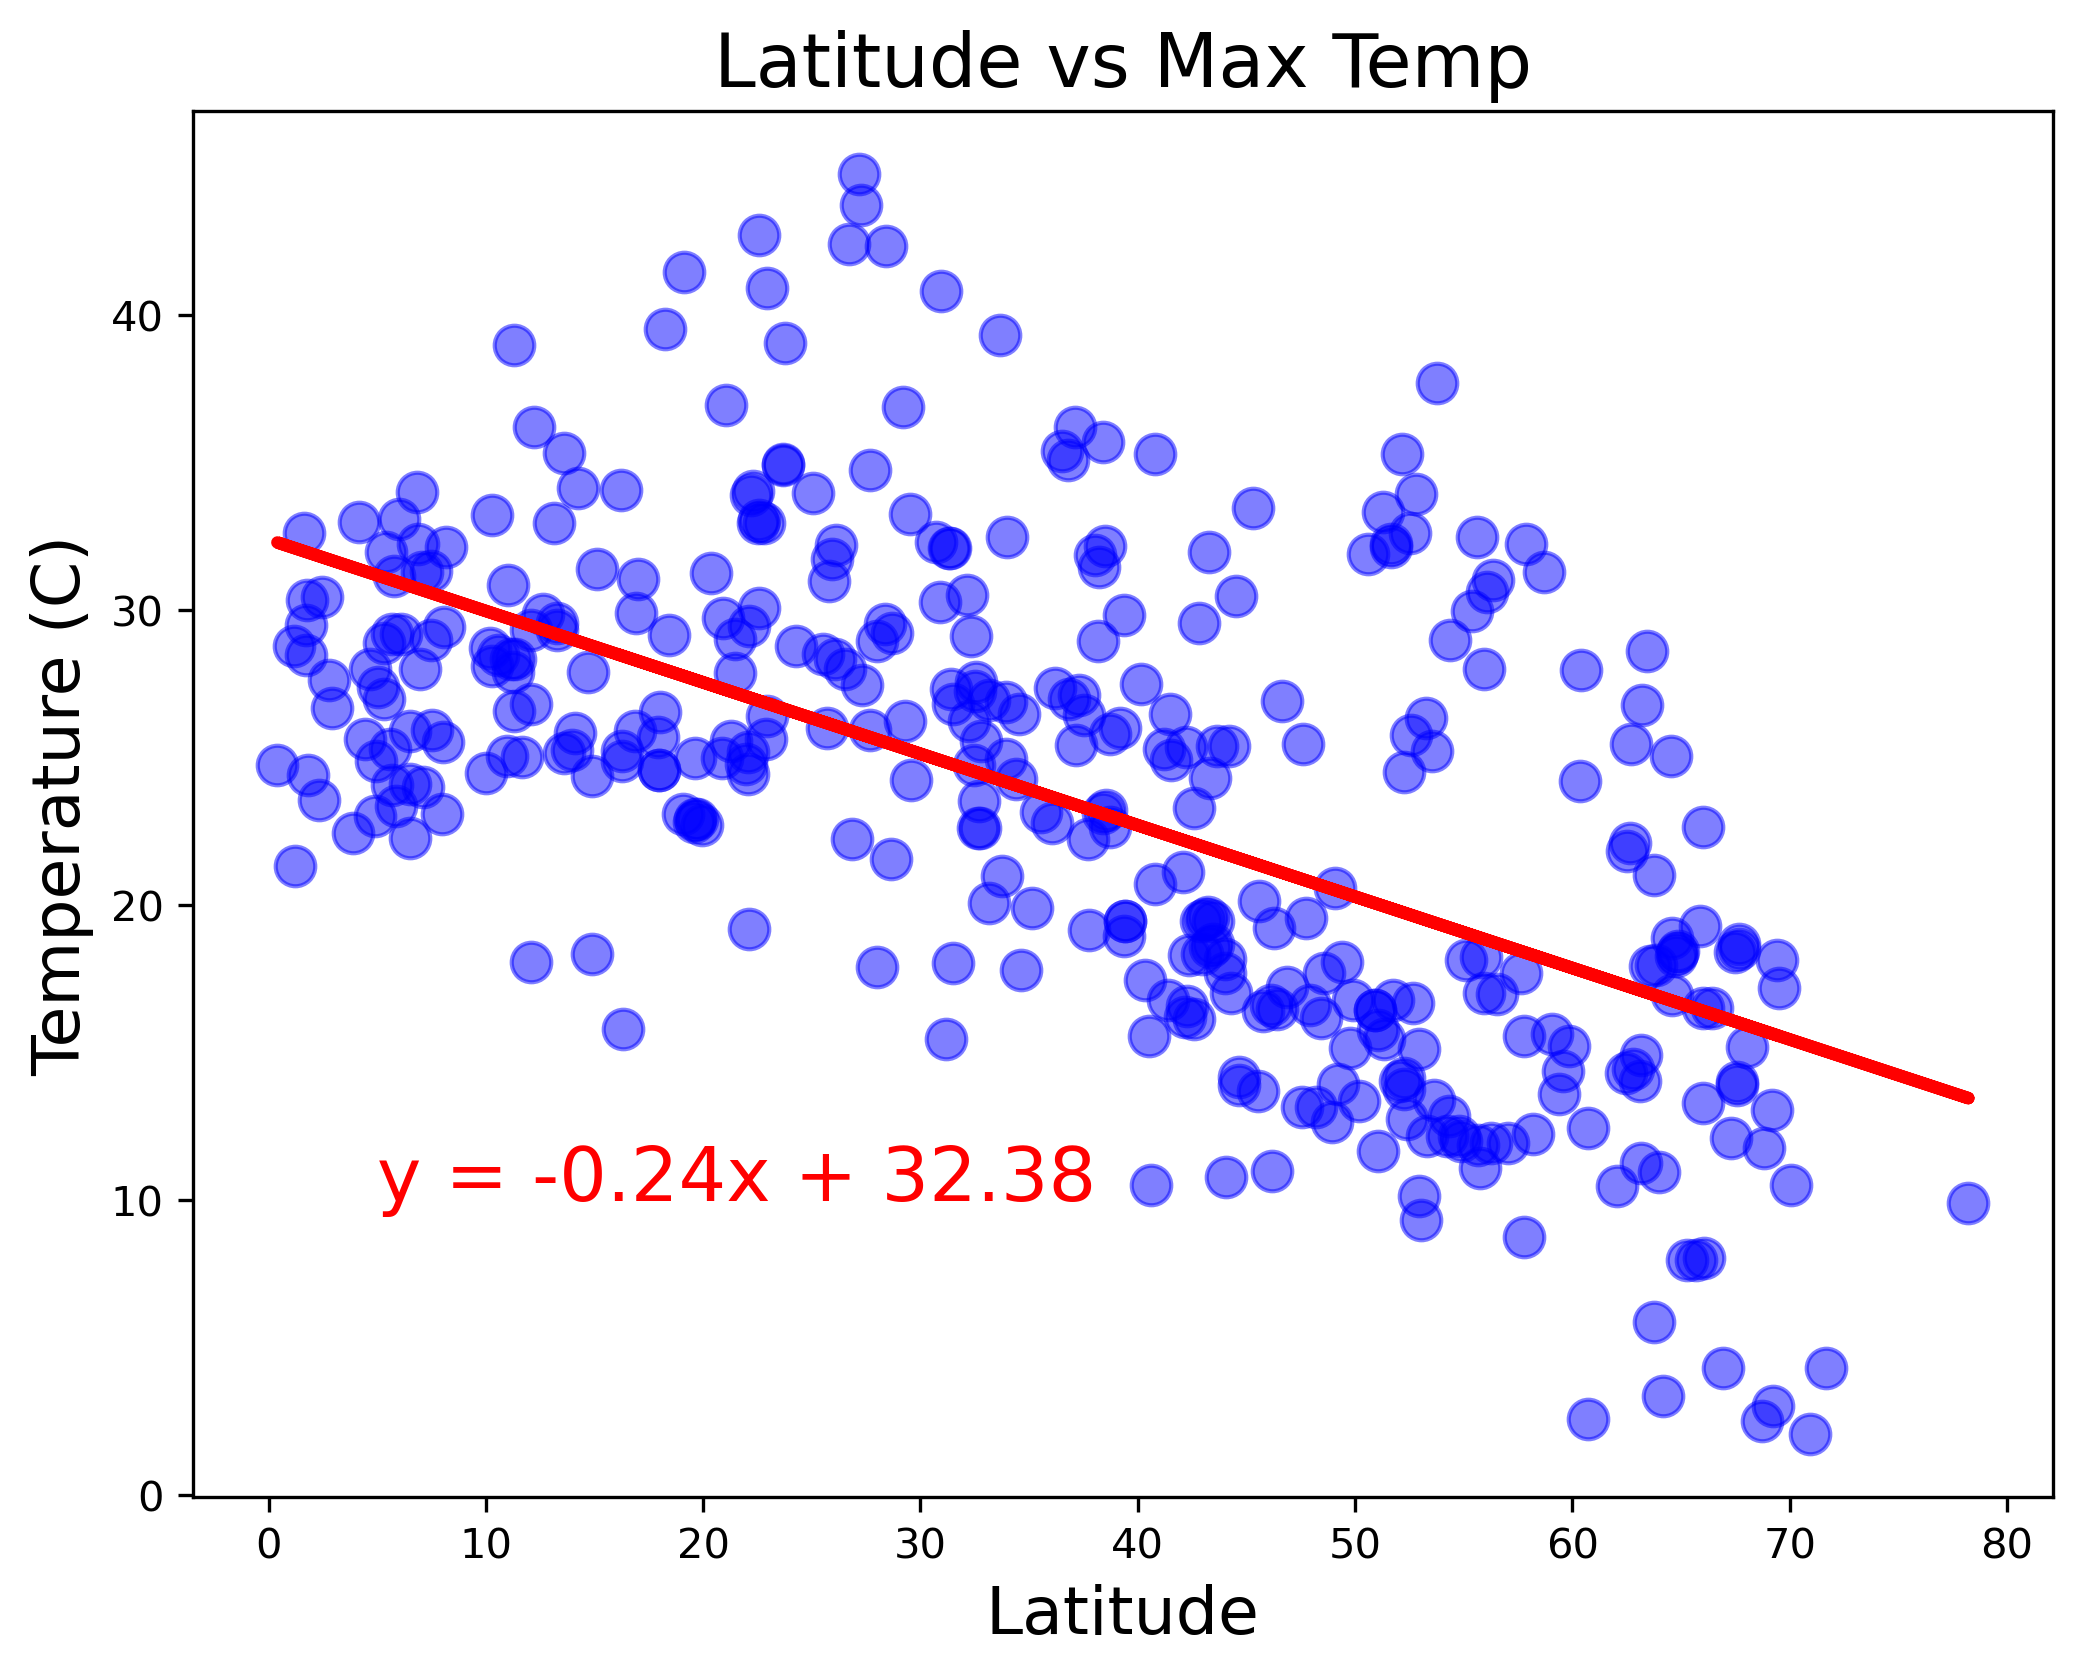 Latitude vs Max Temp
Temperature (C)
40
30
20
10
0
y = -0.24x + 32.38
0 10 20 30 40 50 60 70 80
Latitude